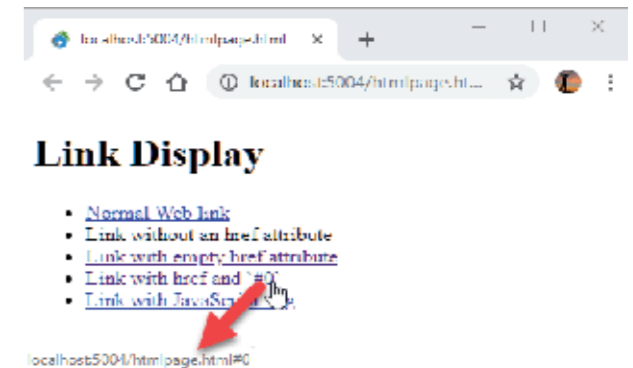 localhost:5004/htmlpage.html
localhost:5004/htmlpage.ht...
Link Display
Normal Web link
Link without an href attribute
Link with empty href attribute
Link with href and `#0`
Link with JavaScript
localhost:5004/htmlpage.html#0